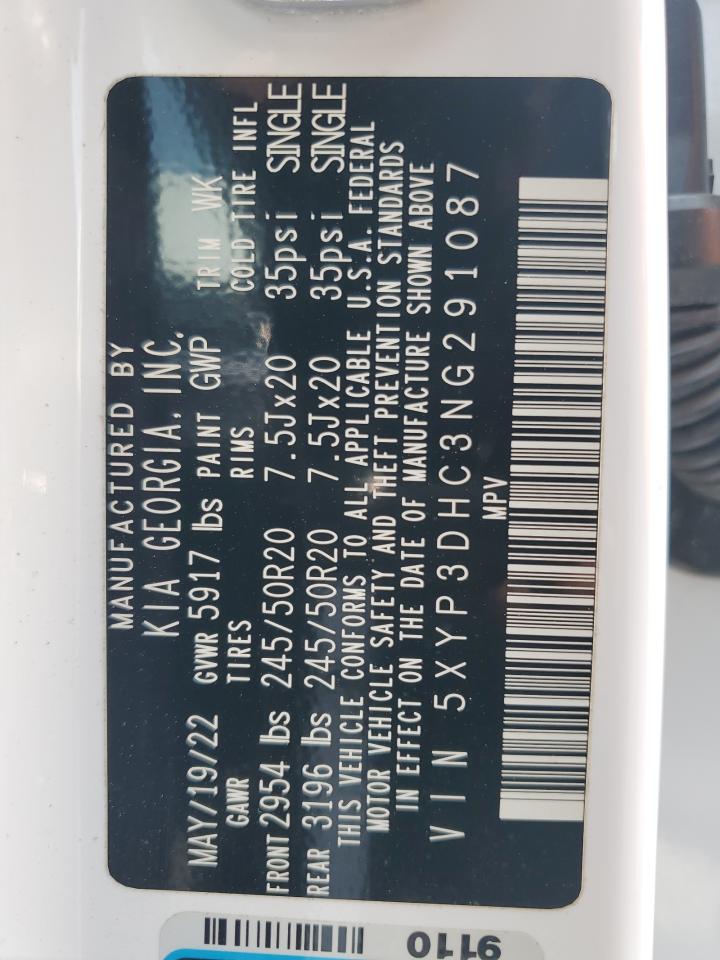 MANUFACTURED BY
KIA GEORGIA, INC.
MAY/19/22 GVWR 5917 lbs PAINT GWP TRIM WK
GAWR TIRES RIMS COLD TIRE INFL
FRONT 2954 lbs 245/50R20 7.5Jx20 35psi SINGLE
REAR 3196 lbs 245/50R20 7.5Jx20 35psi SINGLE
THIS VEHICLE CONFORMS TO ALL APPLICABLE U.S.A. FEDERAL
MOTOR VEHICLE SAFETY AND THEFT PREVENTION STANDARDS
IN EFFECT ON THE DATE OF MANUFACTURE SHOWN ABOVE
VIN 5XYP3DHC3NG291087
MPV
9110